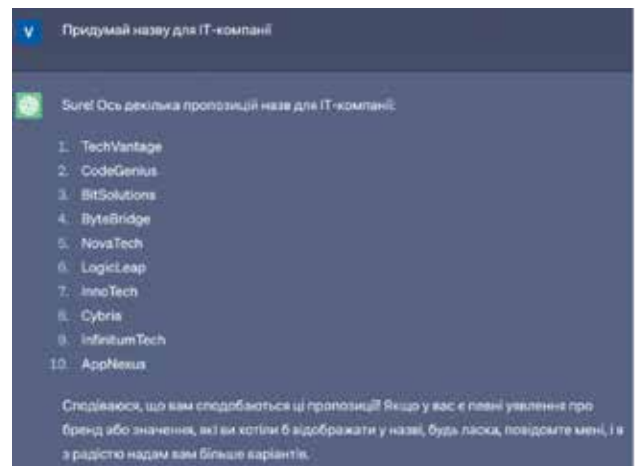 V
Придумай назву для ІТ-компанії
Sure! Ось декілька пропозицій назв для ІТ-компанії:
1. TechVantage
2. CodeGenius
3. BitSolutions
4. ByteBridge
5. NovaTech
6. LogicLeap
7. InnoTech
8. Cybris
9. InfinitumTech
10. AppNexus
Сподіваюся, що вам сподобаються ці пропозиції! Якщо у вас є певні уявлення про
бренд або значення, які ви хотіли б відображати у назві, будь ласка, повідомте мені, і я
з радістю надам вам більше варіантів.